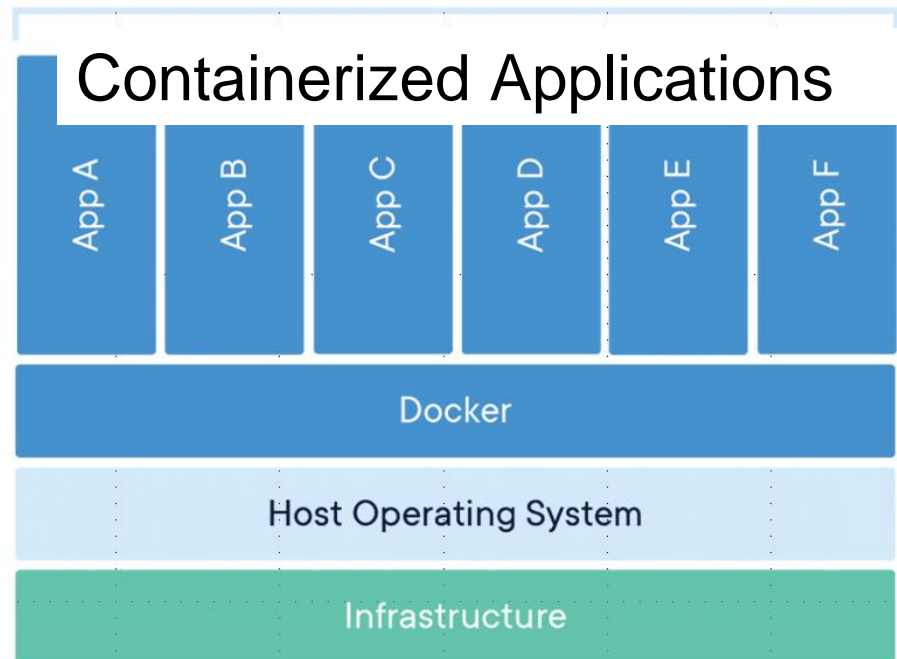 Containerized Applications
App A
App B
App C
App D
App E
App F
Docker
Host Operating System
Infrastructure